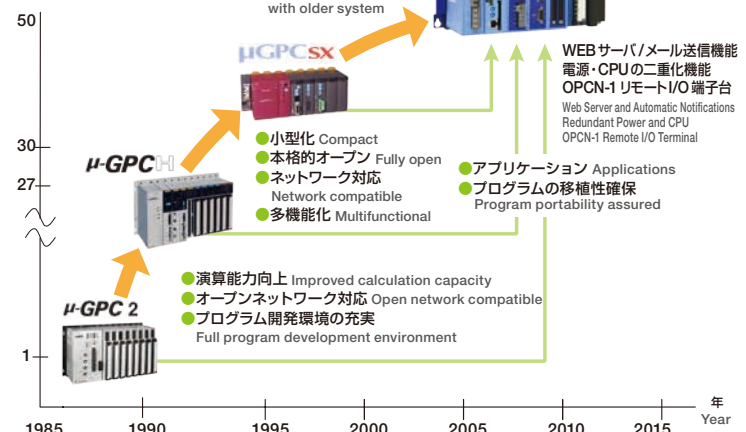 with older system
50
μGPCsx
WEBサーバ/メール送信機能
電源・CPUの二重化機能
OPCN-1 リモートI/O 端子台
Web Server and Automatic Notifications
Redundant Power and CPU
OPCN-1 Remote I/O Terminal
●小型化 Compact
●本格的オープン Fully open
●ネットワーク対応
Network compatible
●多機能化 Multifunctional
30
μ-GPCH
27
●アプリケーション Applications
●プログラムの移植性確保
Program portability assured
●演算能力向上 Improved calculation capacity
●オープンネットワーク対応 Open network compatible
●プログラム開発環境の充実
Full program development environment
μ-GPC 2
1
年
Year
1985 1990 1995 2000 2005 2010 2015